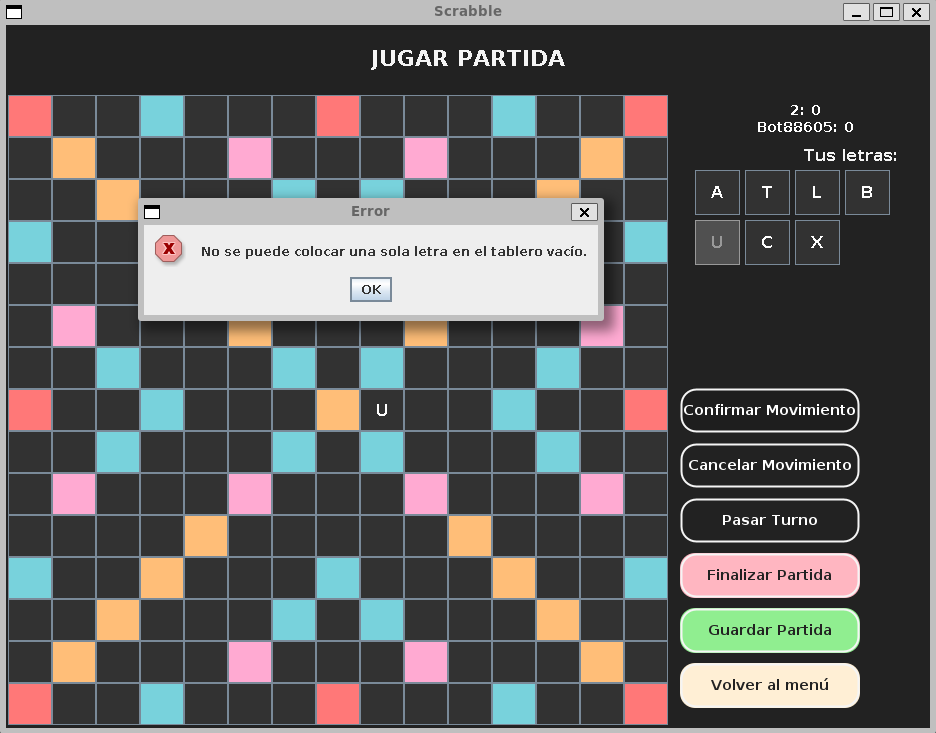 Scrabble
JUGAR PARTIDA
2: 0
Bot88605: 0
Tus letras:
A T L B
U C X
Error
No se puede colocar una sola letra en el tablero vacío.
OK
U
Confirmar Movimiento
Cancelar Movimiento
Pasar Turno
Finalizar Partida
Guardar Partida
Volver al menú